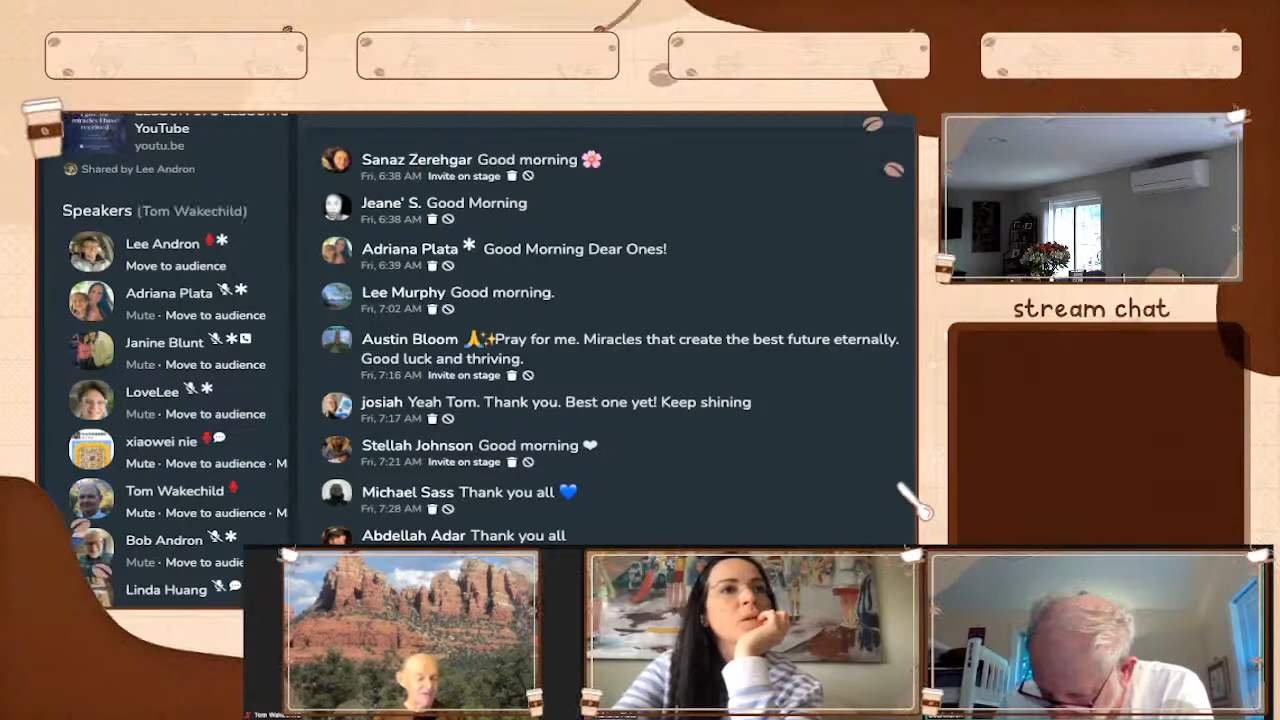 miracles I have
received.
YouTube
youtu.be
Shared by Lee Andron
Speakers (Tom Wakechild)
Lee Andron
Move to audience
Adriana Plata
Mute · Move to audience
Janine Blunt
Mute · Move to audience
LoveLee
Mute · Move to audience
xiaowei nie
Mute · Move to audience · M
Tom Wakechild
Mute · Move to audience · M
Bob Andron
Mute · Move to audie
Linda Huang
Sanaz Zerehgar Good morning 🌸
Fri, 6:38 AM Invite on stage
Jeane' S. Good Morning
Fri, 6:38 AM
Adriana Plata * Good Morning Dear Ones!
Fri, 6:39 AM
Lee Murphy Good morning.
Fri, 7:02 AM
Austin Bloom 🙏✨Pray for me. Miracles that create the best future eternally.
Good luck and thriving.
Fri, 7:16 AM Invite on stage
josiah Yeah Tom. Thank you. Best one yet! Keep shining
Fri, 7:17 AM
Stellah Johnson Good morning ❤
Fri, 7:21 AM Invite on stage
Michael Sass Thank you all 💙
Fri, 7:28 AM
Abdellah Adar Thank you all
stream chat
Tom Wakechild